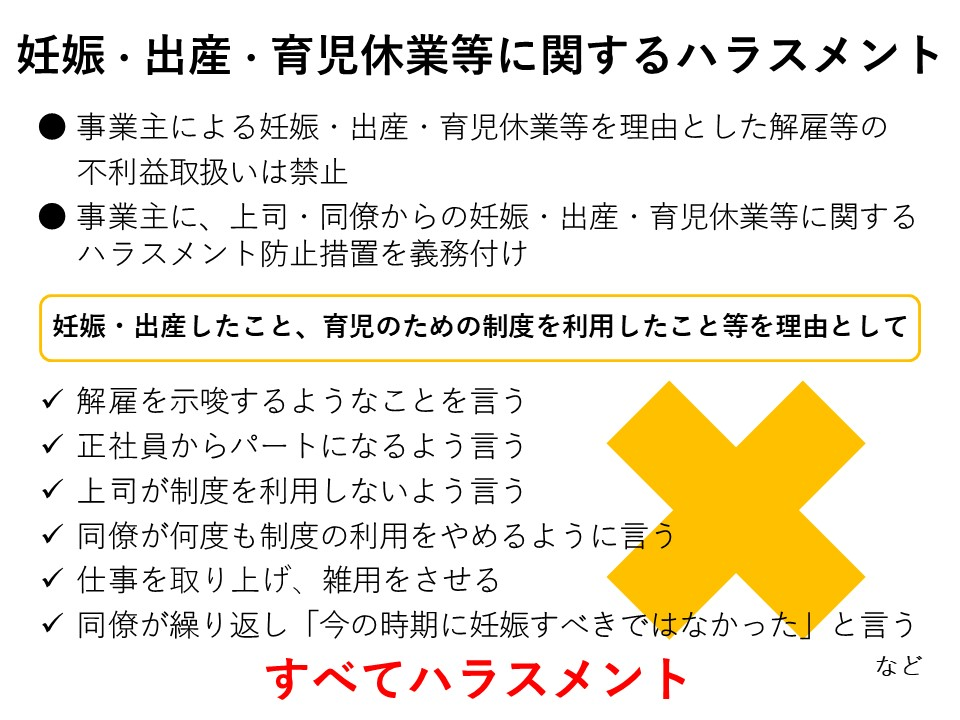 妊娠・出産・育児休業等に関するハラスメント
● 事業主による妊娠・出産・育児休業等を理由とした解雇等の
不利益取扱いは禁止
● 事業主に、上司・同僚からの妊娠・出産・育児休業等に関する
ハラスメント防止措置を義務付け
妊娠・出産したこと、育児のための制度を利用したこと等を理由として
✓ 解雇を示唆するようなことを言う
✓ 正社員からパートになるよう言う
✓ 上司が制度を利用しないよう言う
✓ 同僚が何度も制度の利用をやめるように言う
✓ 仕事を取り上げ、雑用をさせる
✓ 同僚が繰り返し「今の時期に妊娠すべきではなかった」と言う
など
すべてハラスメント